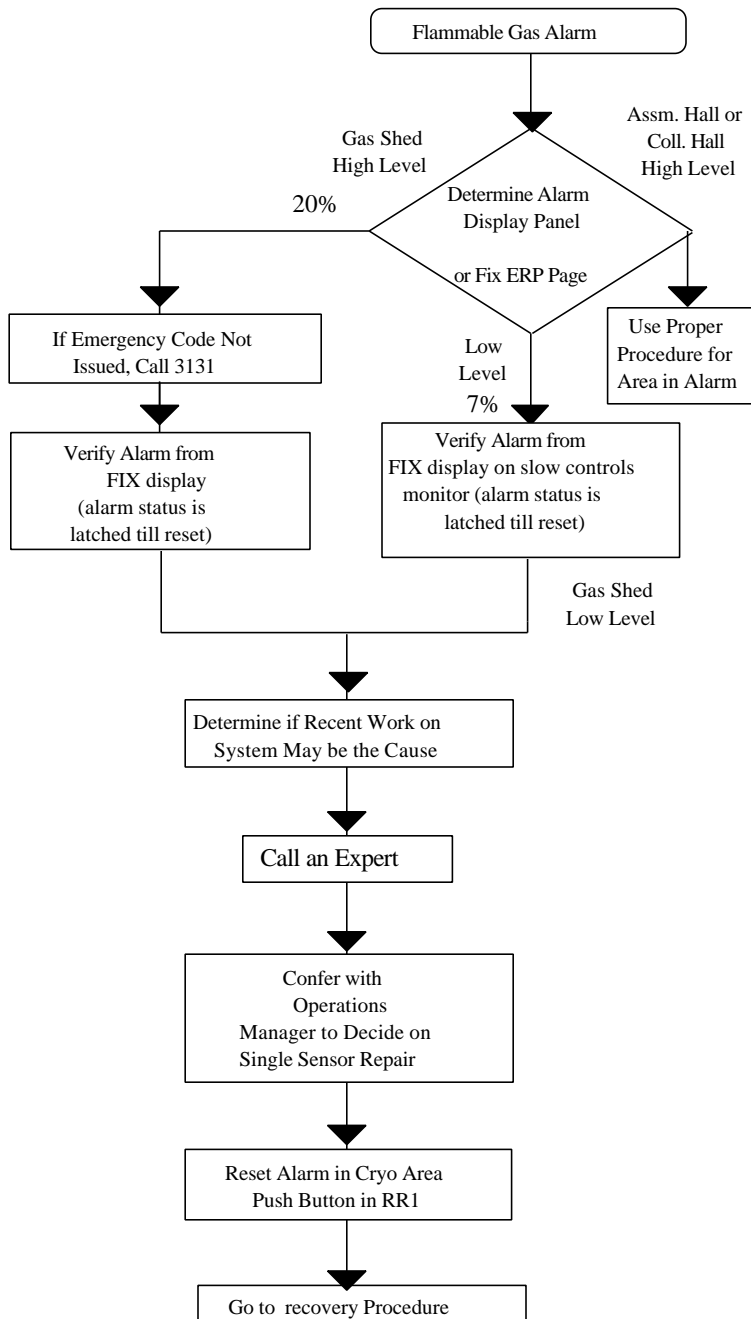 Flammable Gas Alarm
Gas Shed
High Level
20%
Assm. Hall or
Coll. Hall
High Level
Determine Alarm
Display Panel
or Fix ERP Page
If Emergency Code Not
Issued, Call 3131
Low
Level
7%
Use Proper
Procedure for
Area in Alarm
Verify Alarm from
FIX display
(alarm status is
latched till reset)
Verify Alarm from
FIX display on slow controls
monitor (alarm status is
latched till reset)
Gas Shed
Low Level
Determine if Recent Work on
System May be the Cause
Call an Expert
Confer with
Operations
Manager to Decide on
Single Sensor Repair
Reset Alarm in Cryo Area
Push Button in RR1
Go to recovery Procedure